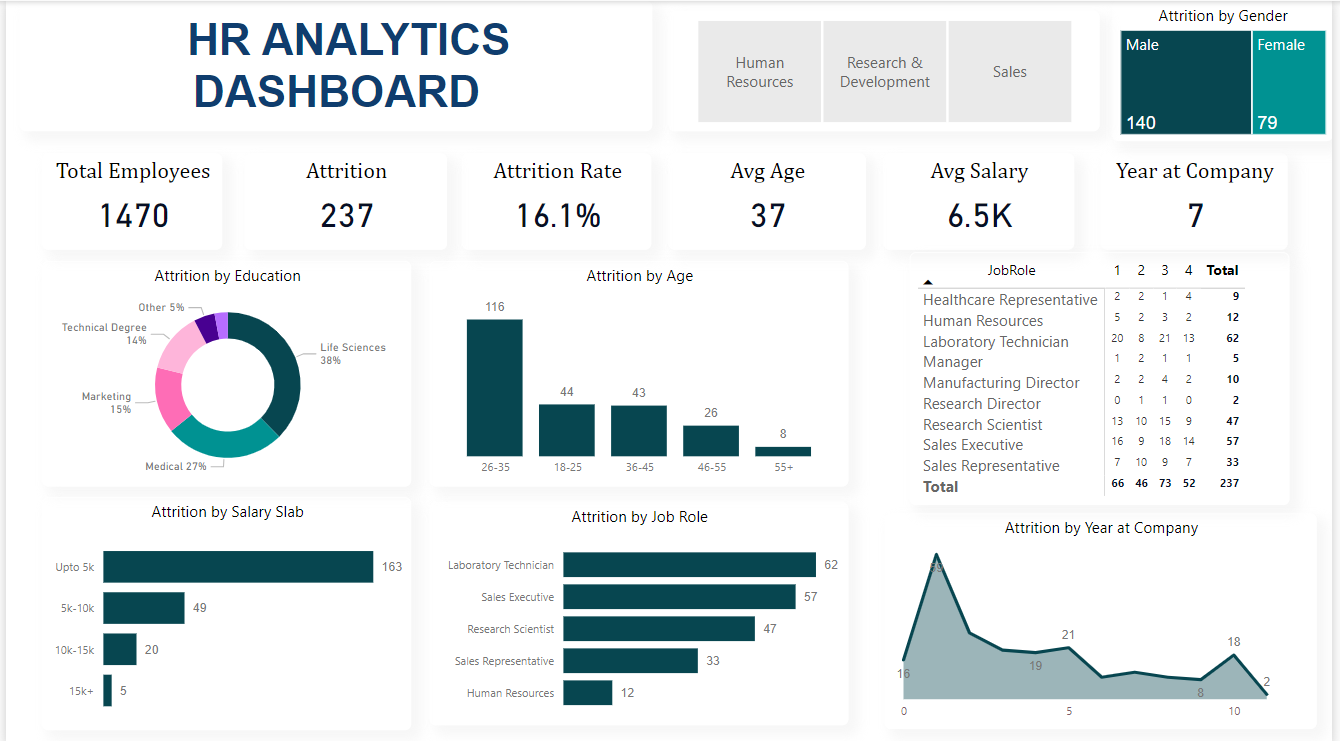 HR ANALYTICS
DASHBOARD
Human
Resources
Research &
Development
Sales
Attrition by Gender
Male
Female
140
79
Total Employees
1470
Attrition
237
Attrition Rate
16.1%
Avg Age
37
Avg Salary
6.5K
Year at Company
7
Attrition by Education
Other 5%
Technical Degree
14%
Life Sciences
38%
Marketing
15%
Medical 27%
Attrition by Age
116
44
43
26
8
26-35
18-25
36-45
46-55
55+
JobRole 1 2 3 4 Total
Healthcare Representative 2 2 1 4 9
Human Resources 5 2 3 2 12
Laboratory Technician 20 8 21 13 62
Manager 1 2 1 1 5
Manufacturing Director 2 2 4 2 10
Research Director 0 1 1 0 2
Research Scientist 13 10 15 9 47
Sales Executive 16 9 18 14 57
Sales Representative 7 10 9 7 33
Total 66 46 73 52 237
Attrition by Salary Slab
Upto 5k 163
5k-10k 49
10k-15k 20
15k+ 5
Attrition by Job Role
Laboratory Technician 62
Sales Executive 57
Research Scientist 47
Sales Representative 33
Human Resources 12
Attrition by Year at Company
59
21
18
19
16
2
8
0 5 10